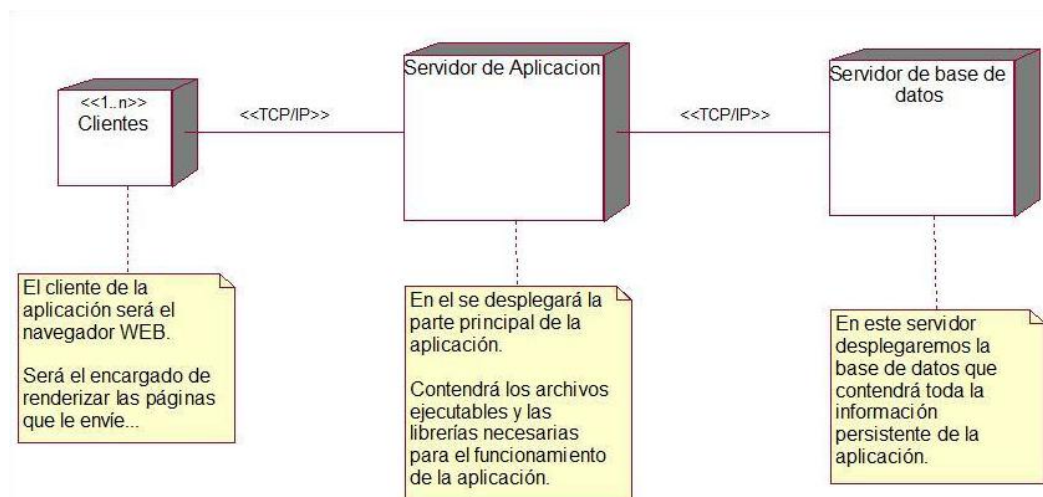 <<1..n>>
Clientes
<<TCP/IP>>
Servidor de Aplicacion
<<TCP/IP>>
Servidor de base de
datos
El cliente de la
aplicación será el
navegador WEB.
Será el encargado de
renderizar las páginas
que le envíe...
En el se desplegará la
parte principal de la
aplicación.
Contendrá los archivos
ejecutables y las
librerías necesarias
para el funcionamiento
de la aplicación.
En este servidor
desplegaremos la
base de datos que
contendrá toda la
información
persistente de la
aplicación.